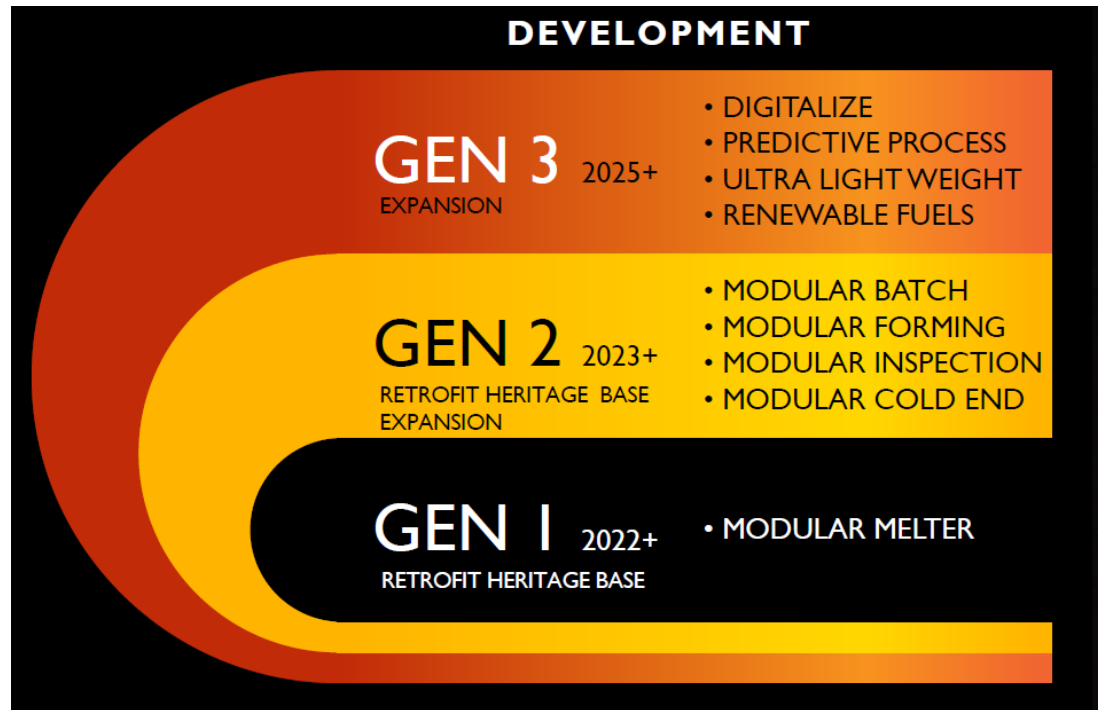 DEVELOPMENT
GEN 3 2025+
EXPANSION
• DIGITALIZE
• PREDICTIVE PROCESS
• ULTRA LIGHT WEIGHT
• RENEWABLE FUELS
GEN 2 2023+
RETROFIT HERITAGE BASE
EXPANSION
• MODULAR BATCH
• MODULAR FORMING
• MODULAR INSPECTION
• MODULAR COLD END
GEN 1 2022+
RETROFIT HERITAGE BASE
• MODULAR MELTER